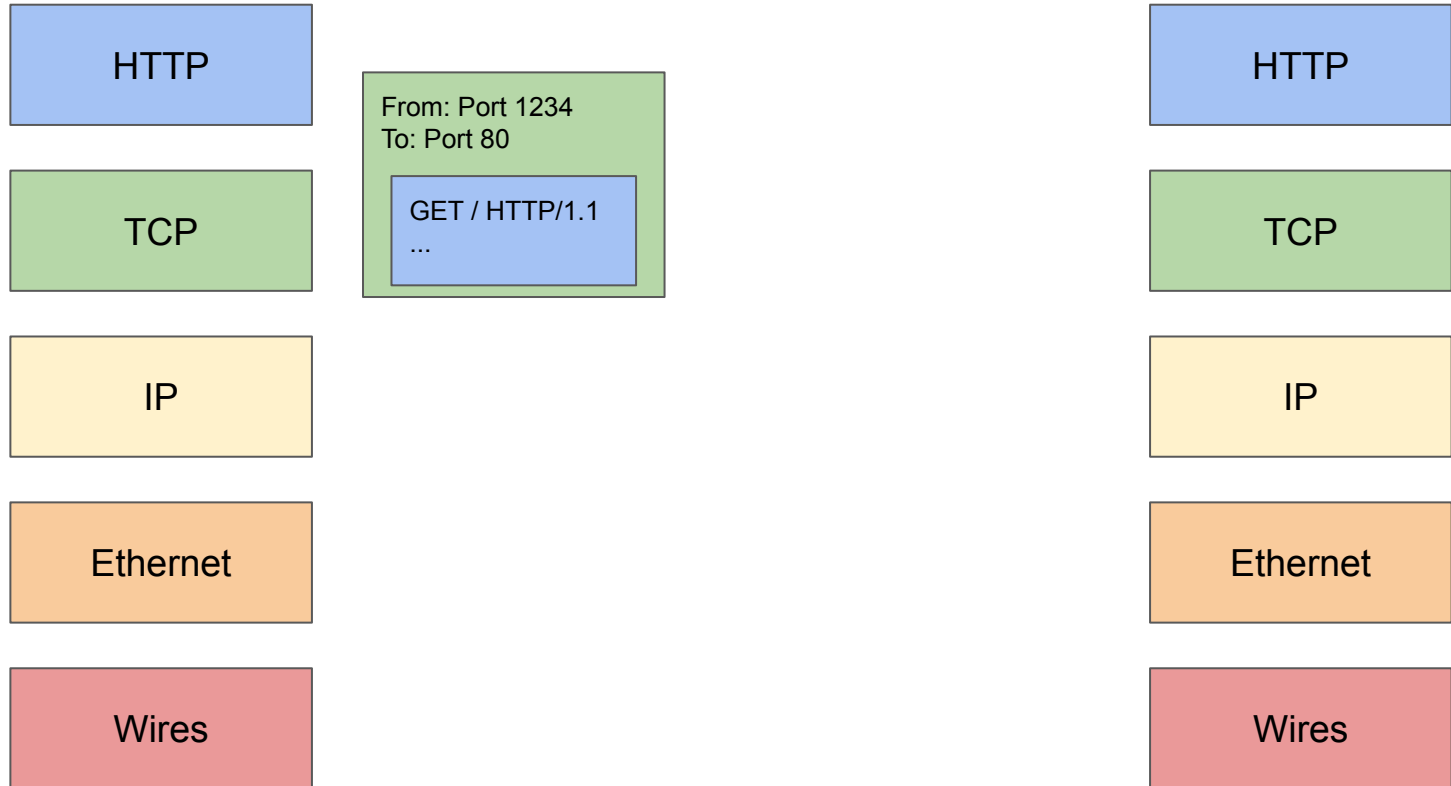 HTTP
From: Port 1234
To: Port 80
GET / HTTP/1.1
...
TCP
IP
Ethernet
Wires
HTTP
TCP
IP
Ethernet
Wires